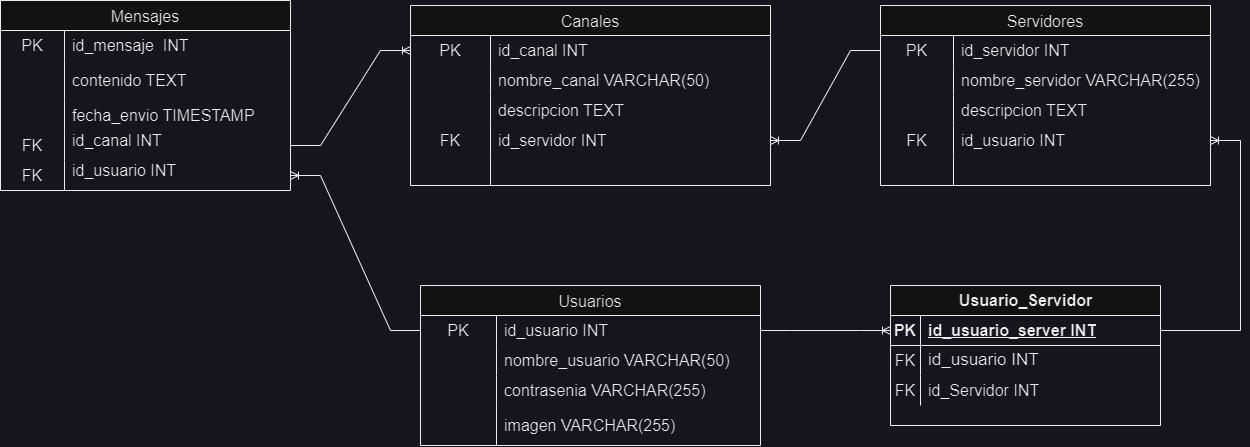 Mensajes
PK id_mensaje INT
contenido TEXT
fecha_envio TIMESTAMP
FK id_canal INT
FK id_usuario INT
Canales
PK id_canal INT
nombre_canal VARCHAR(50)
descripcion TEXT
FK id_servidor INT
Servidores
PK id_servidor INT
nombre_servidor VARCHAR(255)
descripcion TEXT
FK id_usuario INT
Usuarios
PK id_usuario INT
nombre_usuario VARCHAR(50)
contrasenia VARCHAR(255)
imagen VARCHAR(255)
Usuario_Servidor
PK id_usuario_server INT
FK id_usuario INT
FK id_Servidor INT